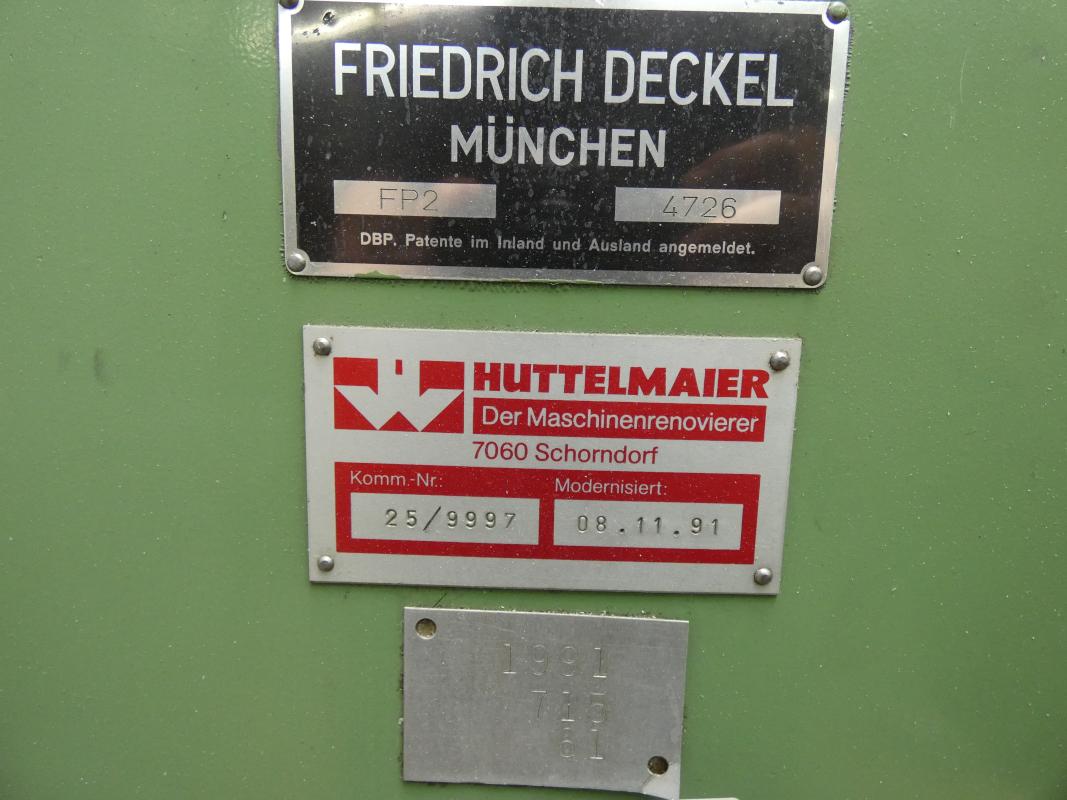 FRIEDRICH DECKEL
MÜNCHEN
FP2 4726
DBP. Patente im Inland und Ausland angemeldet.
HUTTELMAIER
Der Maschinenrenovierer
7060 Schorndorf
Komm.-Nr.: Modernisiert:
25/9997 08.11.91
1991
715
61